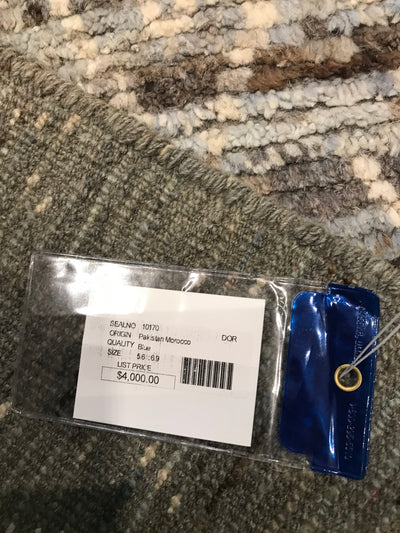 SEALNO 10170
ORIGIN Pakistan Morocco DOR
QUALITY Blue
SIZE
LIST PRICE
$4,000.00